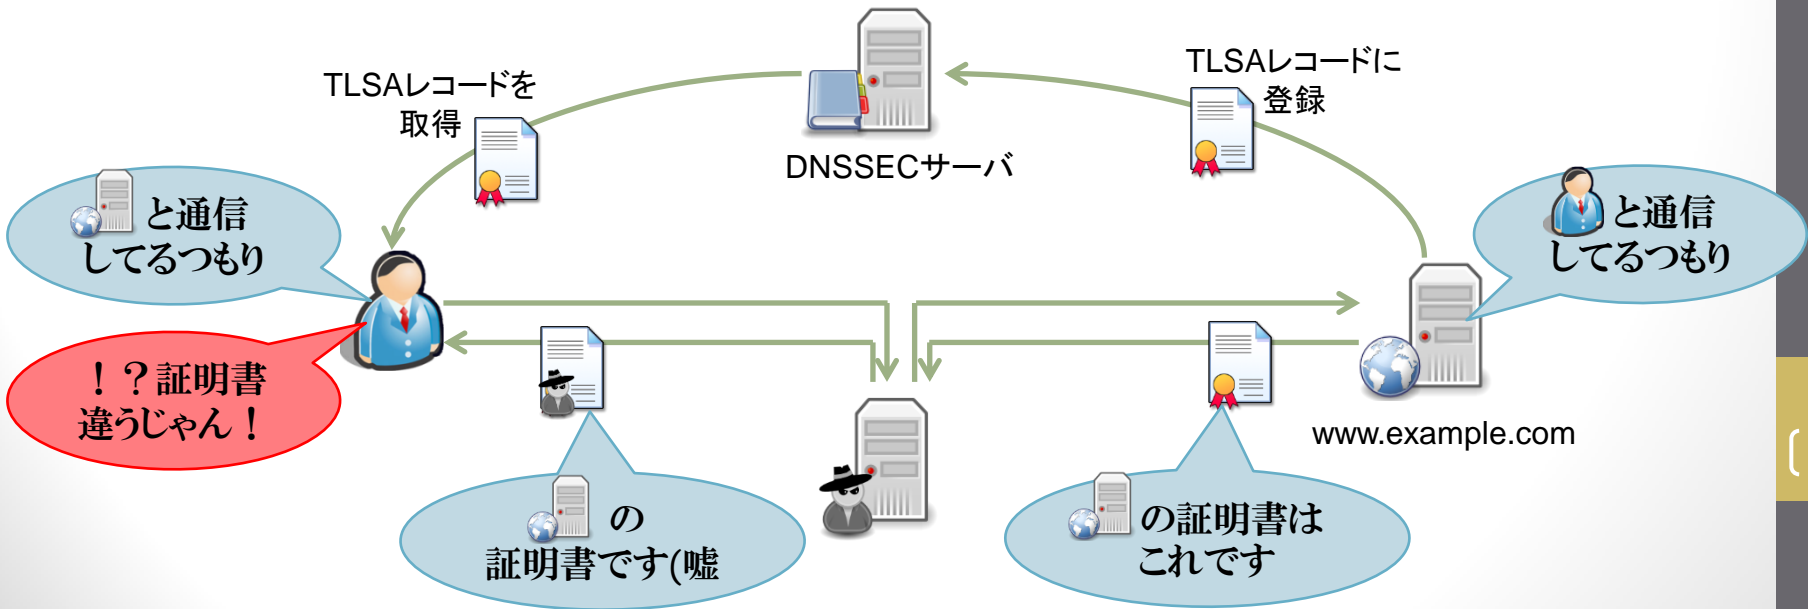 TLSAレコードを
取得
TLSAレコードに
登録
DNSSECサーバ
と通信
してるつもり
と通信
してるつもり
！？証明書
違うじゃん！
www.example.com
の
証明書です(嘘
の証明書は
これです